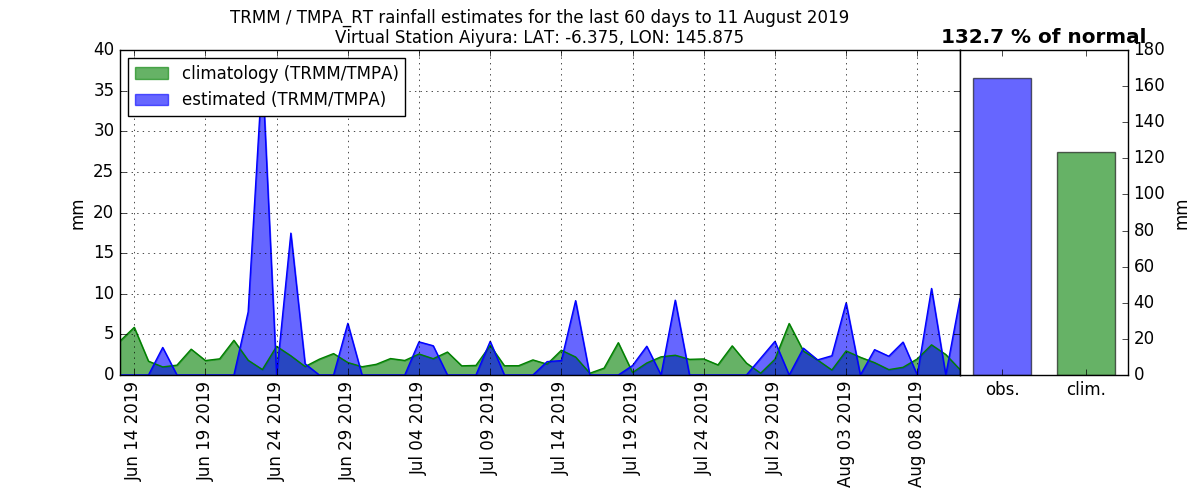 TRMM / TMPA_RT rainfall estimates for the last 60 days to 11 August 2019
Virtual Station Aiyura: LAT: -6.375, LON: 145.875
132.7 % of normal
climatology (TRMM/TMPA)
estimated (TRMM/TMPA)
40
35
30
25
20
15
10
5
0
mm
Jun 14 2019
Jun 19 2019
Jun 24 2019
Jun 29 2019
Jul 04 2019
Jul 09 2019
Jul 14 2019
Jul 19 2019
Jul 24 2019
Jul 29 2019
Aug 03 2019
Aug 08 2019
180
160
140
120
100
80
60
40
20
0
mm
obs.
clim.